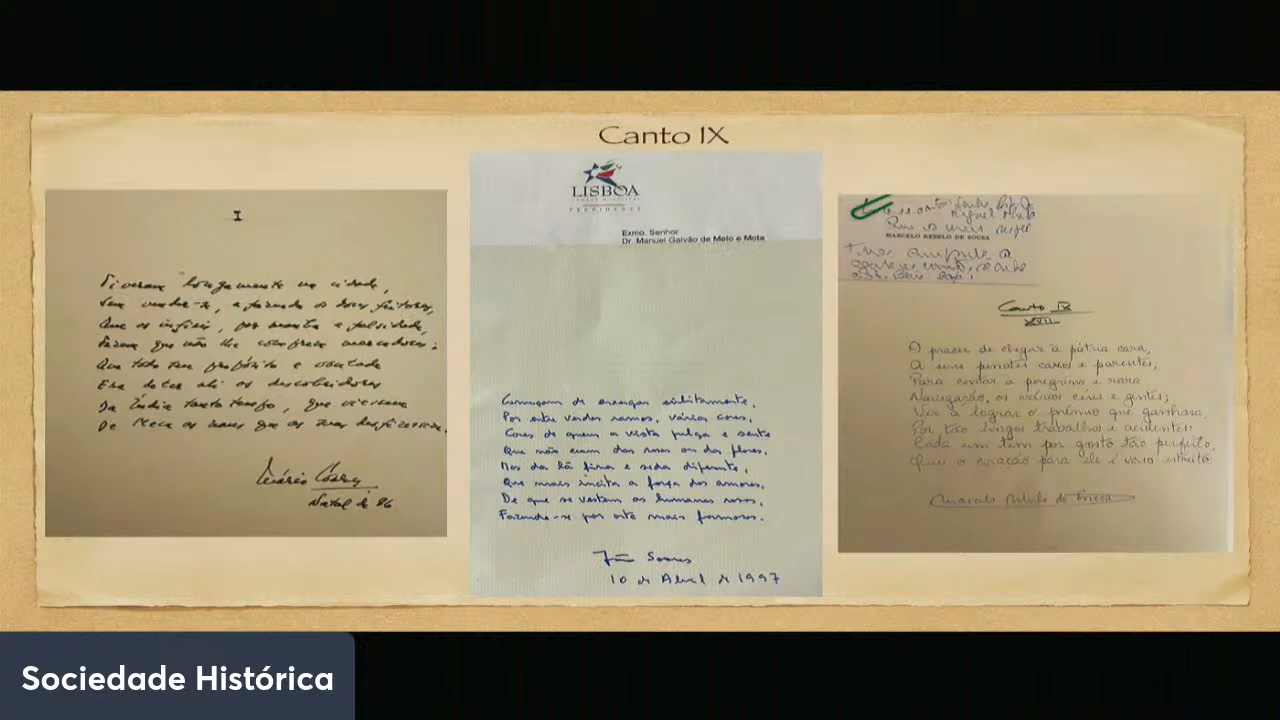 Canto IX
I
Tiveram longamente na cidade,
Sem vender-se, a fazenda os dous feitores,
Que os infiéis, por manha e falsidade,
Fazem que não lha comprem mercadores;
Que todo seu propósito e vontade
Era deter ali os descobridores
Da Índia tanto tempo, que viessem
De Meca as naus que as suas desfizessem.
Mário Soares
Natal de 86
LISBOA
CÂMARA MUNICIPAL
PRESIDENTE
Exmo. Senhor
Dr. Manuel Galvão de Melo e Mota
Começam de enxergar subitamente,
Por entre verdes ramos, várias cores,
Cores de quem a vista julga e sente
Que não eram das rosas ou das flores,
Mas da lã fina e seda diferente,
Que mais incita a força dos amores,
De que se vestem as humanas rosas,
Fazendo-se por arte mais formosas.
João Soares
10 de Abril de 1997
MARCELO REBELO DE SOUSA
Canto IX
XVII
O prazer de chegar à pátria cara,
A seus penates caros e parentes,
Para contar a peregrina e rara
Navegação, os vários céus e gentes;
Vir a lograr o prémio que ganhara,
Por tão longos trabalhos e acidentes:
Cada um tem por gosto tão perfeito,
Que o coração para ele é vaso estreito
Marcelo Rebelo de Sousa
Sociedade Histórica